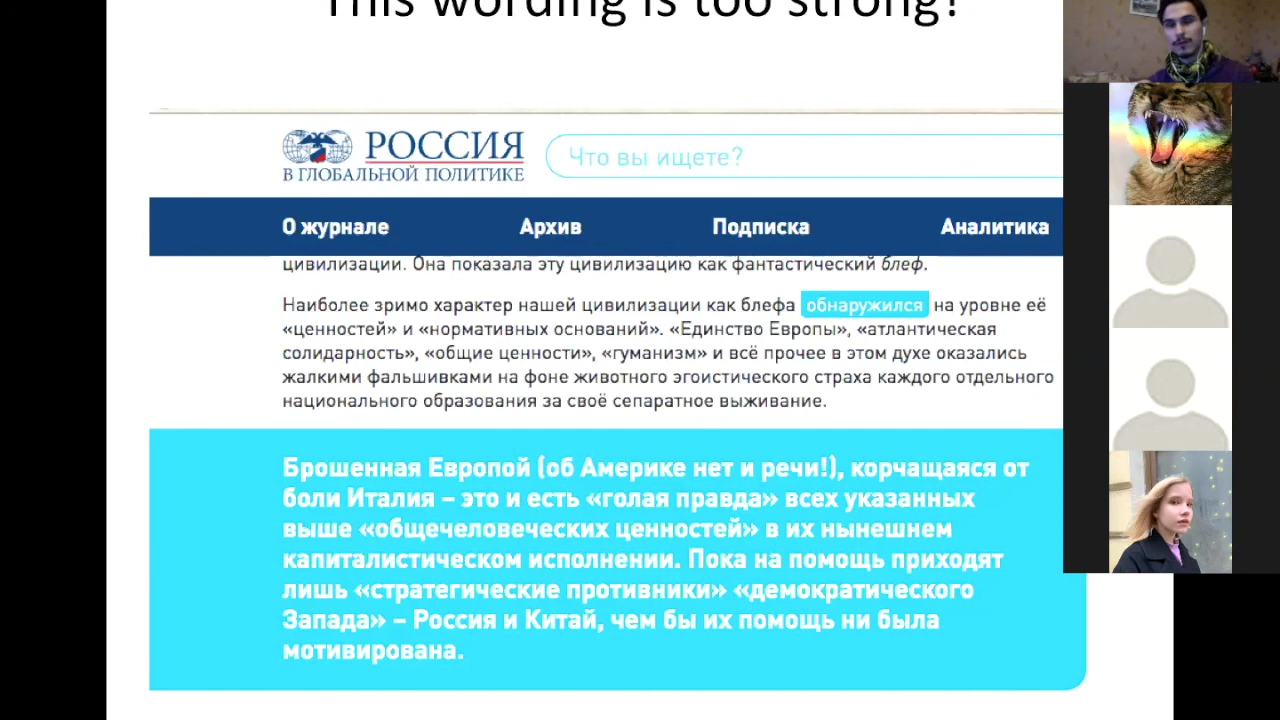 This wording is too strong?
РОССИЯ
В ГЛОБАЛЬНОЙ ПОЛИТИКЕ
Что вы ищете?
О журнале Архив Подписка Аналитика
цивилизации. Она показала эту цивилизацию как фантастический блеф.
Наиболее зримо характер нашей цивилизации как блефа обнаружился на уровне её
«ценностей» и «нормативных оснований». «Единство Европы», «атлантическая
солидарность», «общие ценности», «гуманизм» и всё прочее в этом духе оказались
жалкими фальшивками на фоне животного эгоистического страха каждого отдельного
национального образования за своё сепаратное выживание.
Брошенная Европой (об Америке нет и речи!), корчащаяся от
боли Италия – это и есть «голая правда» всех указанных
выше «общечеловеческих ценностей» в их нынешнем
капиталистическом исполнении. Пока на помощь приходят
лишь «стратегические противники» «демократического
Запада» – Россия и Китай, чем бы их помощь ни была
мотивирована.